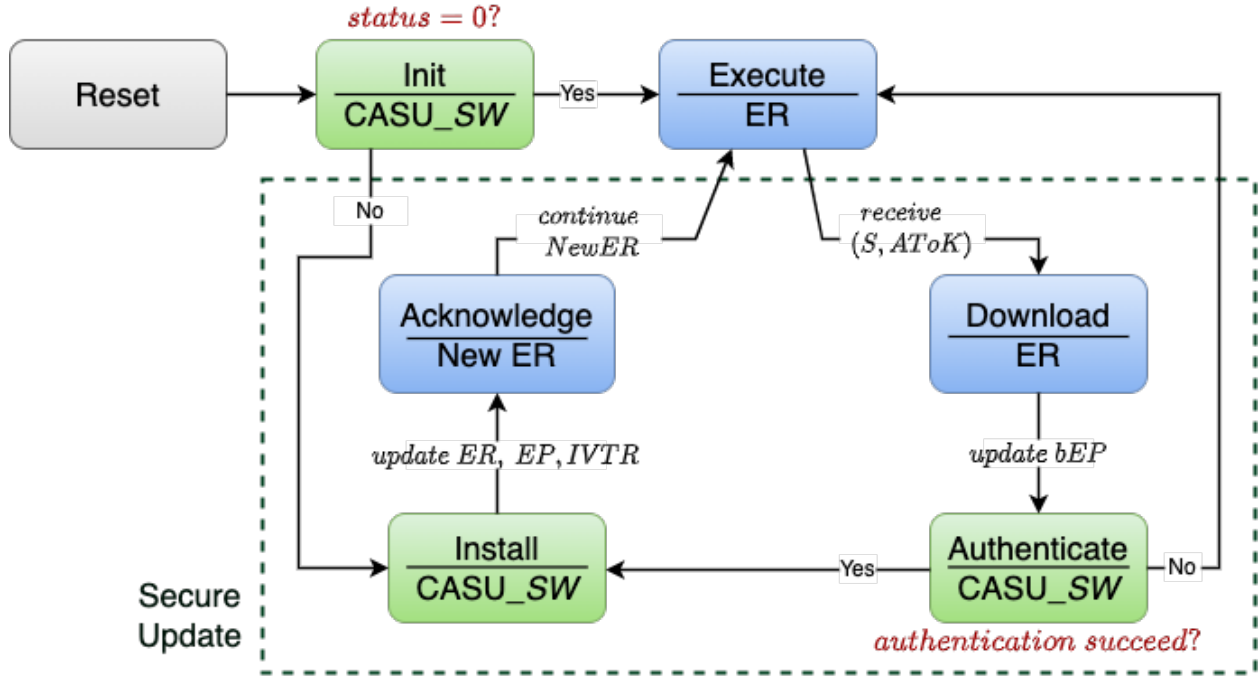 status = 0?
Reset
Init
CASU_SW
Yes
Execute
ER
No
continue
NewER
receive
(S, AToK)
Acknowledge
New ER
Download
ER
update ER, EP, IVTR
update bEP
Install
CASU_SW
Yes
Authenticate
CASU_SW
No
Secure
Update
authentication succeed?